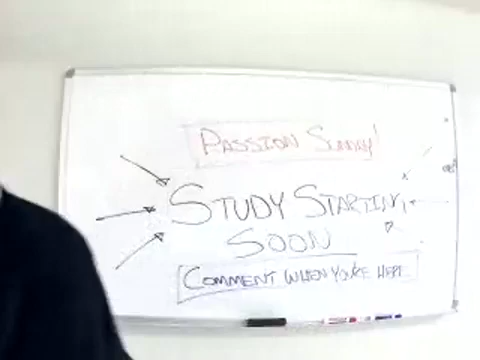 PASSION SUNDAY!
STUDY STARTING
SOON
COMMENT WHEN YOU'RE HERE